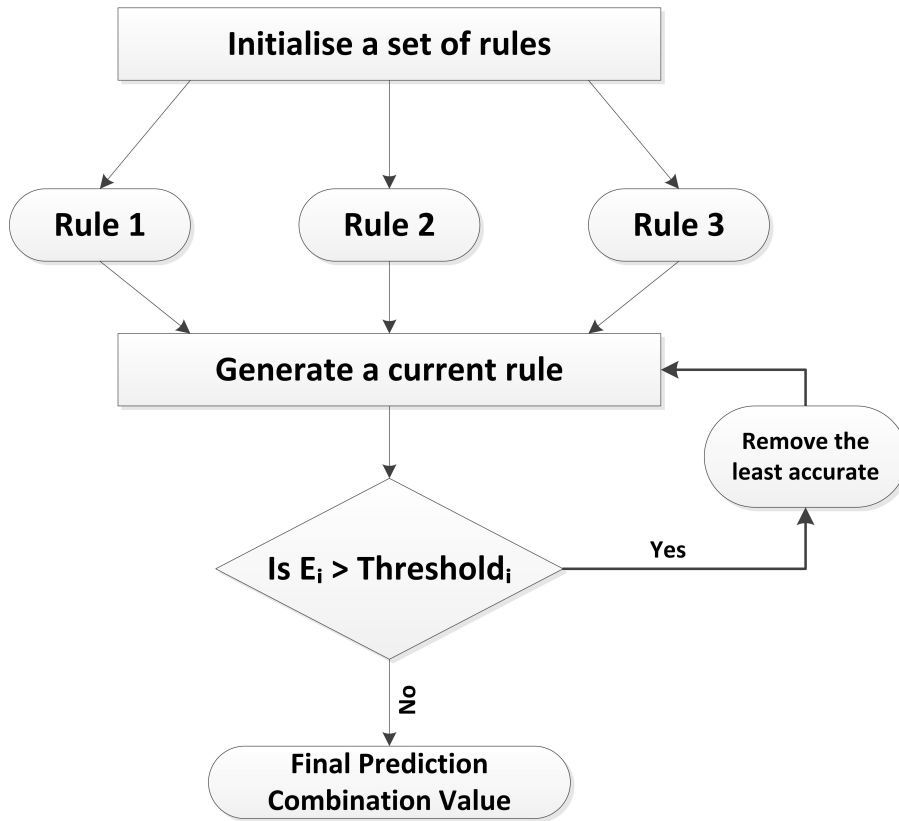 Initialise a set of rules
Rule 1
Rule 2
Rule 3
Generate a current rule
Remove the
least accurate
Is Eᵢ > Thresholdᵢ
Yes
No
Final Prediction
Combination Value